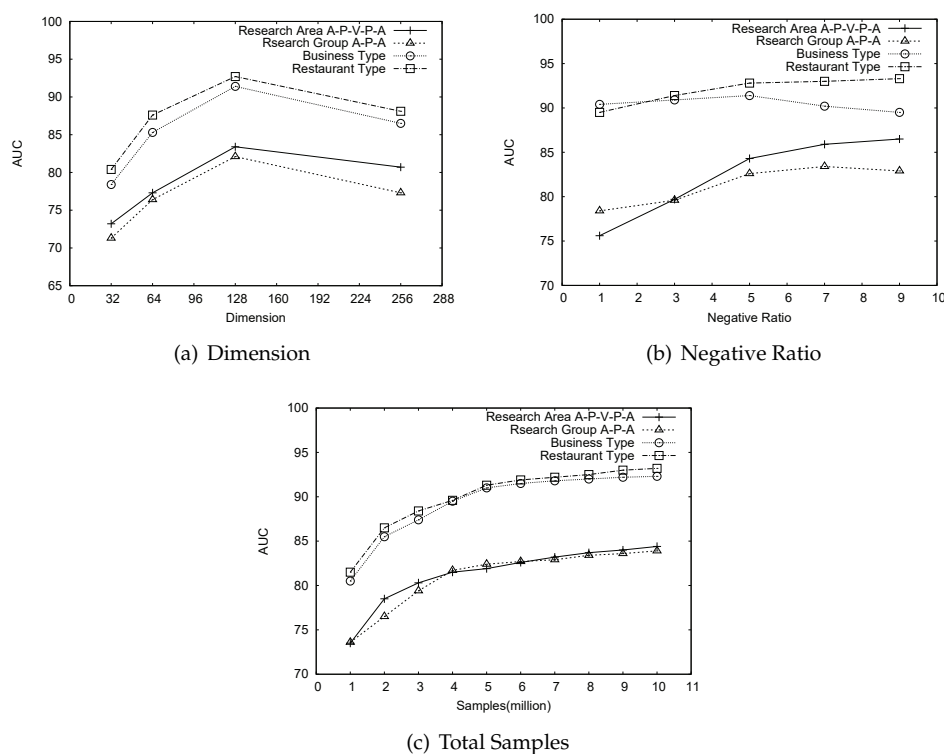 100
95
90
85
80
75
70
65
AUC
Research Area A-P-V-P-A
Rsearch Group A-P-A
Business Type
Restaurant Type
0 32 64 96 128 160 192 224 256 288
Dimension
(a) Dimension
100
95
90
85
80
75
70
AUC
Research Area A-P-V-P-A
Rsearch Group A-P-A
Business Type
Restaurant Type
0 1 2 3 4 5 6 7 8 9 10
Negative Ratio
(b) Negative Ratio
100
95
90
85
80
75
70
AUC
Research Area A-P-V-P-A
Rsearch Group A-P-A
Business Type
Restaurant Type
0 1 2 3 4 5 6 7 8 9 10 11
Samples(million)
(c) Total Samples